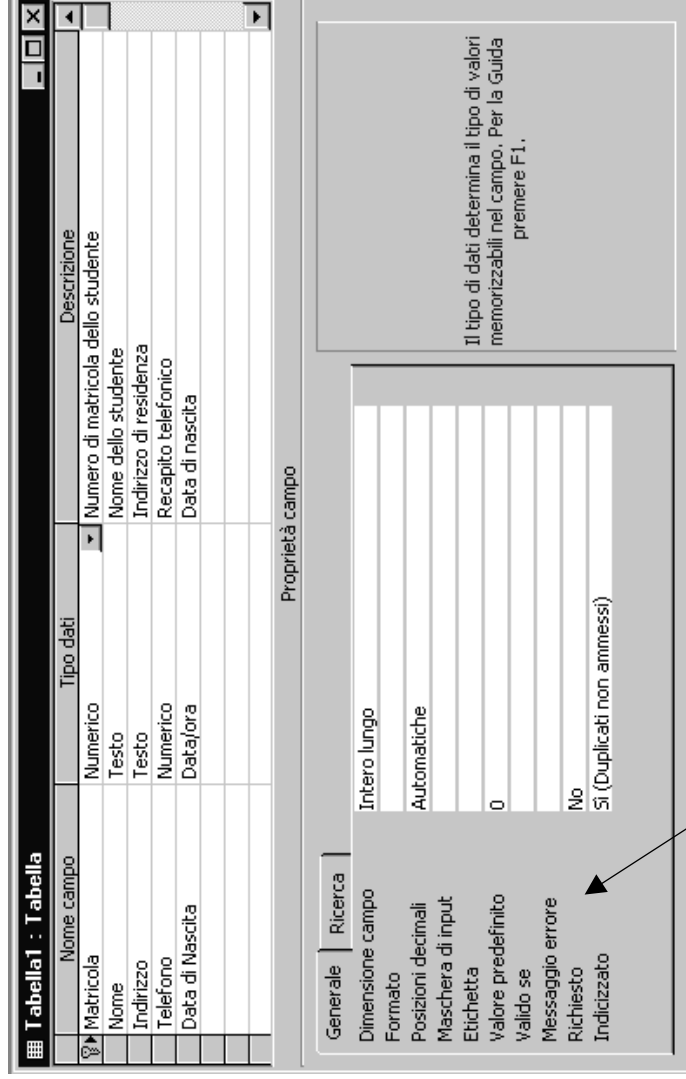 Tabella1 : Tabella
Nome campo Tipo dati Descrizione
Matricola Numerico Numero di matricola dello studente
Nome Testo Nome dello studente
Indirizzo Testo Indirizzo di residenza
Telefono Numerico Recapito telefonico
Data di Nascita Data/ora Data di nascita
Proprietà campo
Generale Ricerca
Dimensione campo Intero lungo
Formato
Posizioni decimali Automatiche
Maschera di input
Etichetta
Valore predefinito 0
Valido se
Messaggio errore
Richiesto No
Indicizzato Sì (Duplicati non ammessi)
Il tipo di dati determina il tipo di valori
memorizzabili nel campo. Per la Guida
premere F1.